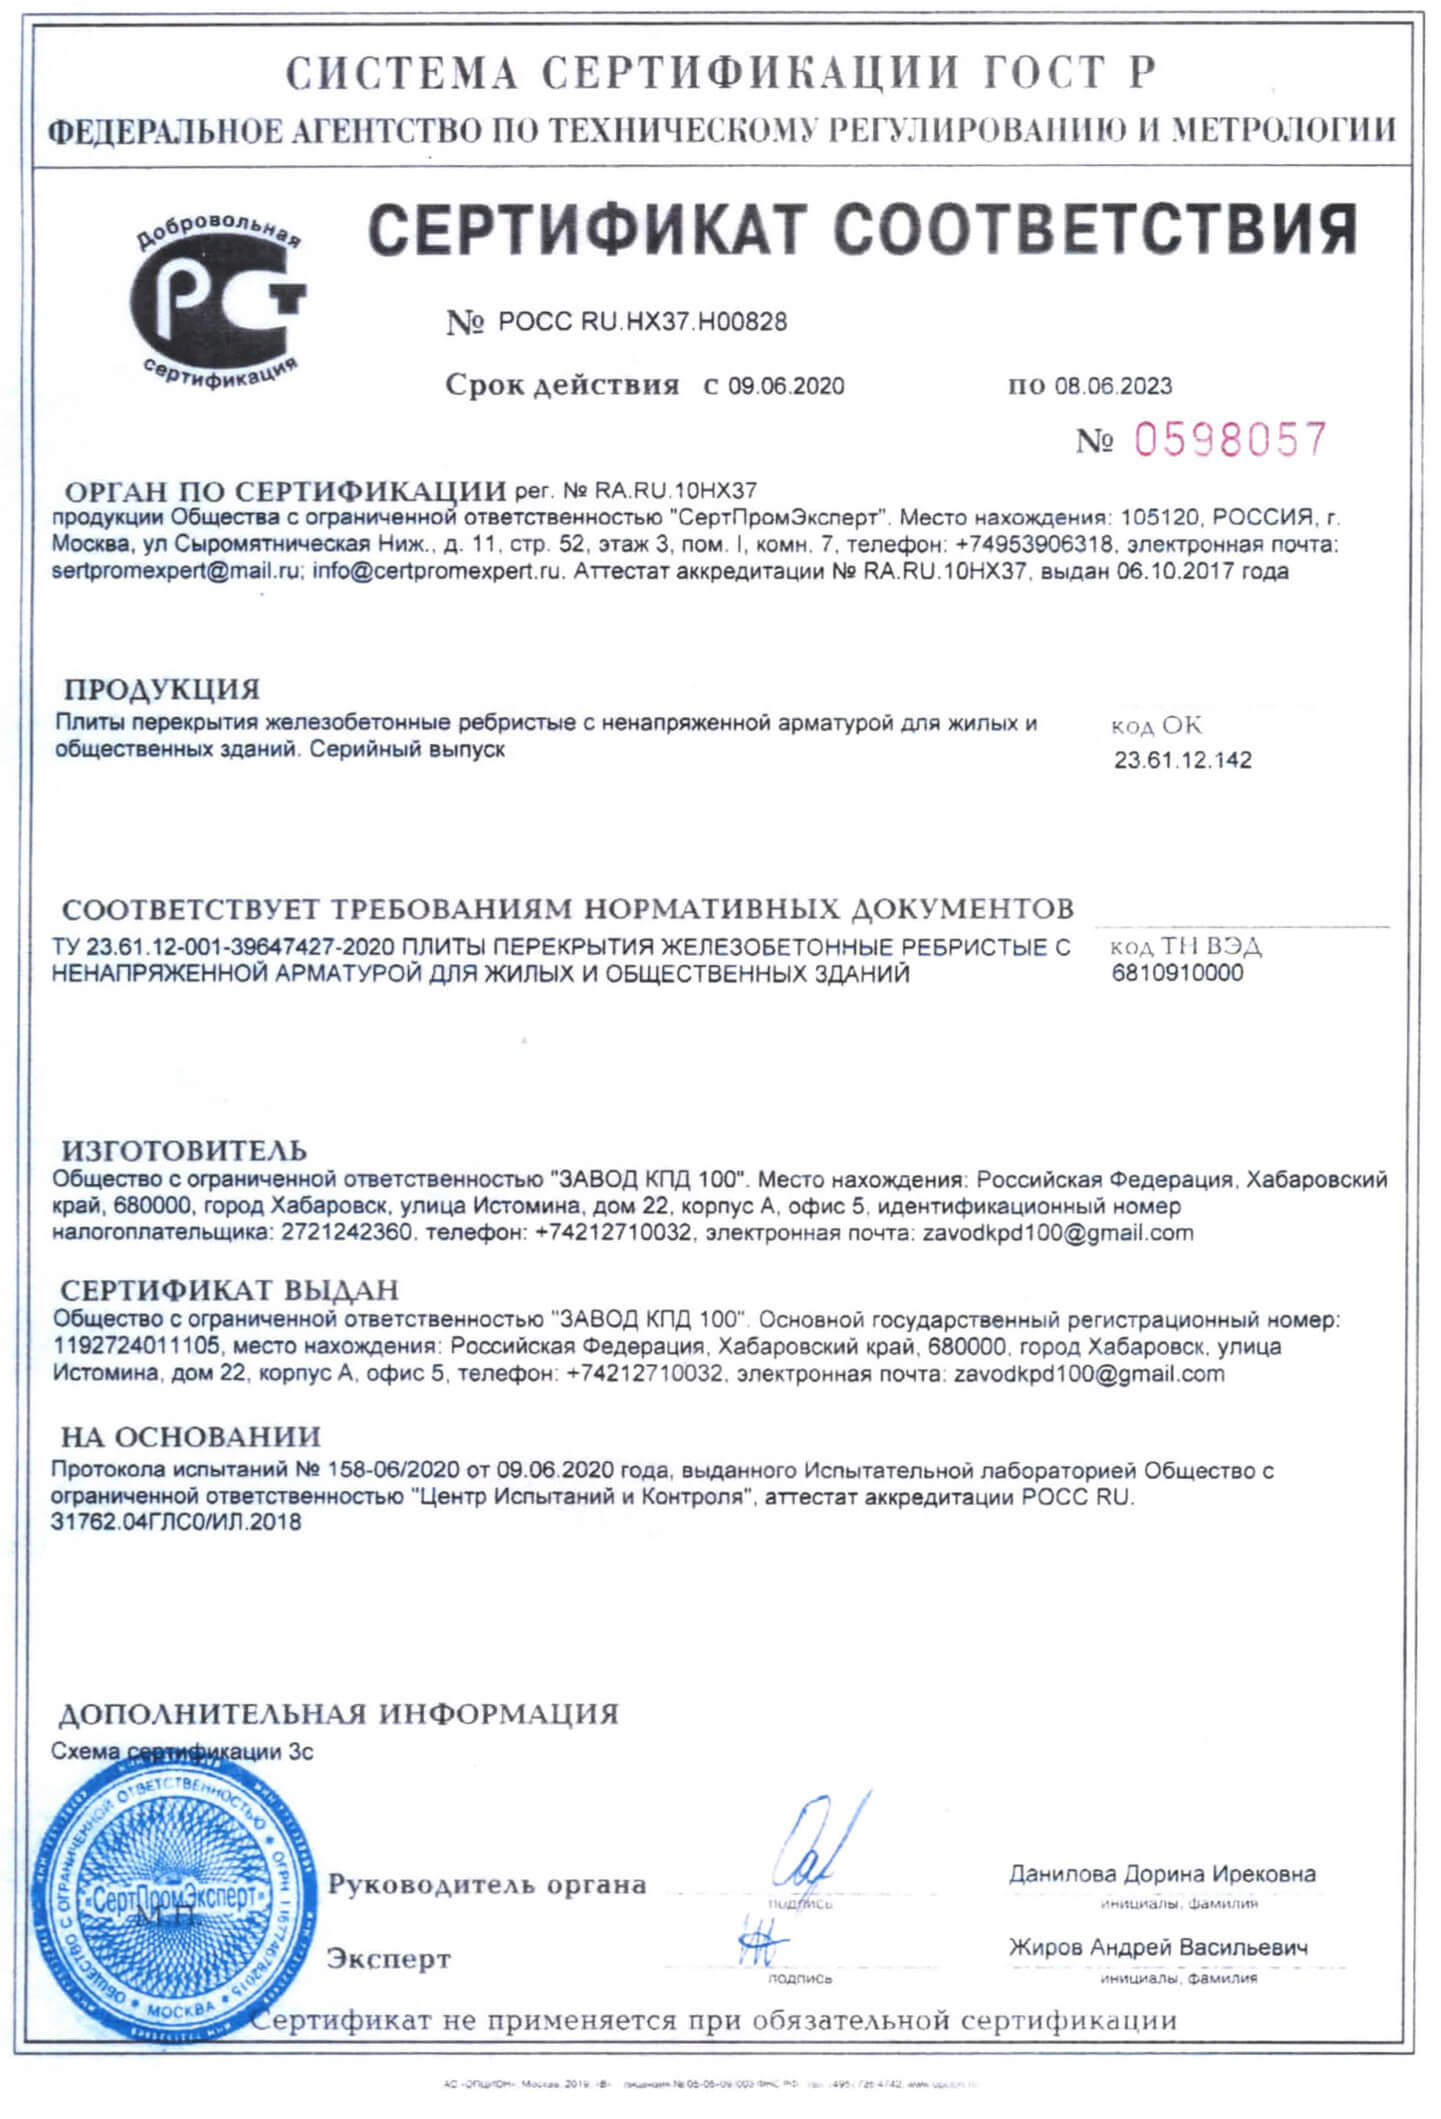 СИСТЕМА СЕРТИФИКАЦИИ ГОСТ Р
ФЕДЕРАЛЬНОЕ АГЕНТСТВО ПО ТЕХНИЧЕСКОМУ РЕГУЛИРОВАНИЮ И МЕТРОЛОГИИ
Добровольная
РСТ
сертификация
СЕРТИФИКАТ СООТВЕТСТВИЯ
№ РОСС RU.НХ37.Н00828
Срок действия с 09.06.2020 по 08.06.2023
№ 0598057
ОРГАН ПО СЕРТИФИКАЦИИ рег. № RA.RU.10НХ37
продукции Общества с ограниченной ответственностью "СертПромЭксперт". Место нахождения: 105120, РОССИЯ, г.
Москва, ул Сыромятническая Ниж., д. 11, стр. 52, этаж 3, пом. I, комн. 7, телефон: +74953906318, электронная почта:
sertpromexpert@mail.ru; info@certpromexpert.ru. Аттестат аккредитации № RA.RU.10НХ37, выдан 06.10.2017 года
ПРОДУКЦИЯ
Плиты перекрытия железобетонные ребристые с ненапряженной арматурой для жилых и
общественных зданий. Серийный выпуск
код ОК
23.61.12.142
СООТВЕТСТВУЕТ ТРЕБОВАНИЯМ НОРМАТИВНЫХ ДОКУМЕНТОВ
ТУ 23.61.12-001-39647427-2020 ПЛИТЫ ПЕРЕКРЫТИЯ ЖЕЛЕЗОБЕТОННЫЕ РЕБРИСТЫЕ С
НЕНАПРЯЖЕННОЙ АРМАТУРОЙ ДЛЯ ЖИЛЫХ И ОБЩЕСТВЕННЫХ ЗДАНИЙ
код ТН ВЭД
6810910000
ИЗГОТОВИТЕЛЬ
Общество с ограниченной ответственностью "ЗАВОД КПД 100". Место нахождения: Российская Федерация, Хабаровский
край, 680000, город Хабаровск, улица Истомина, дом 22, корпус А, офис 5, идентификационный номер
налогоплательщика: 2721242360, телефон: +74212710032, электронная почта: zavodkpd100@gmail.com
СЕРТИФИКАТ ВЫДАН
Общество с ограниченной ответственностью "ЗАВОД КПД 100". Основной государственный регистрационный номер:
1192724011105, место нахождения: Российская Федерация, Хабаровский край, 680000, город Хабаровск, улица
Истомина, дом 22, корпус А, офис 5, телефон: +74212710032, электронная почта: zavodkpd100@gmail.com
НА ОСНОВАНИИ
Протокола испытаний № 158-06/2020 от 09.06.2020 года, выданного Испытательной лабораторией Общество с
ограниченной ответственностью "Центр Испытаний и Контроля", аттестат аккредитации РОСС RU.
31762.04ГЛС0/ИЛ.2018
ДОПОЛНИТЕЛЬНАЯ ИНФОРМАЦИЯ
Схема сертификации 3с
ОБЩЕСТВО С ОГРАНИЧЕННОЙ ОТВЕТСТВЕННОСТЬЮ
МОСКВА
«СертПромЭксперт»
М.П.
Руководитель органа
подпись
Данилова Дорина Ирековна
инициалы, фамилия
Эксперт
подпись
Жиров Андрей Васильевич
инициалы, фамилия
Сертификат не применяется при обязательной сертификации
АО «ОПЦИОН», Москва, 2019, «В»